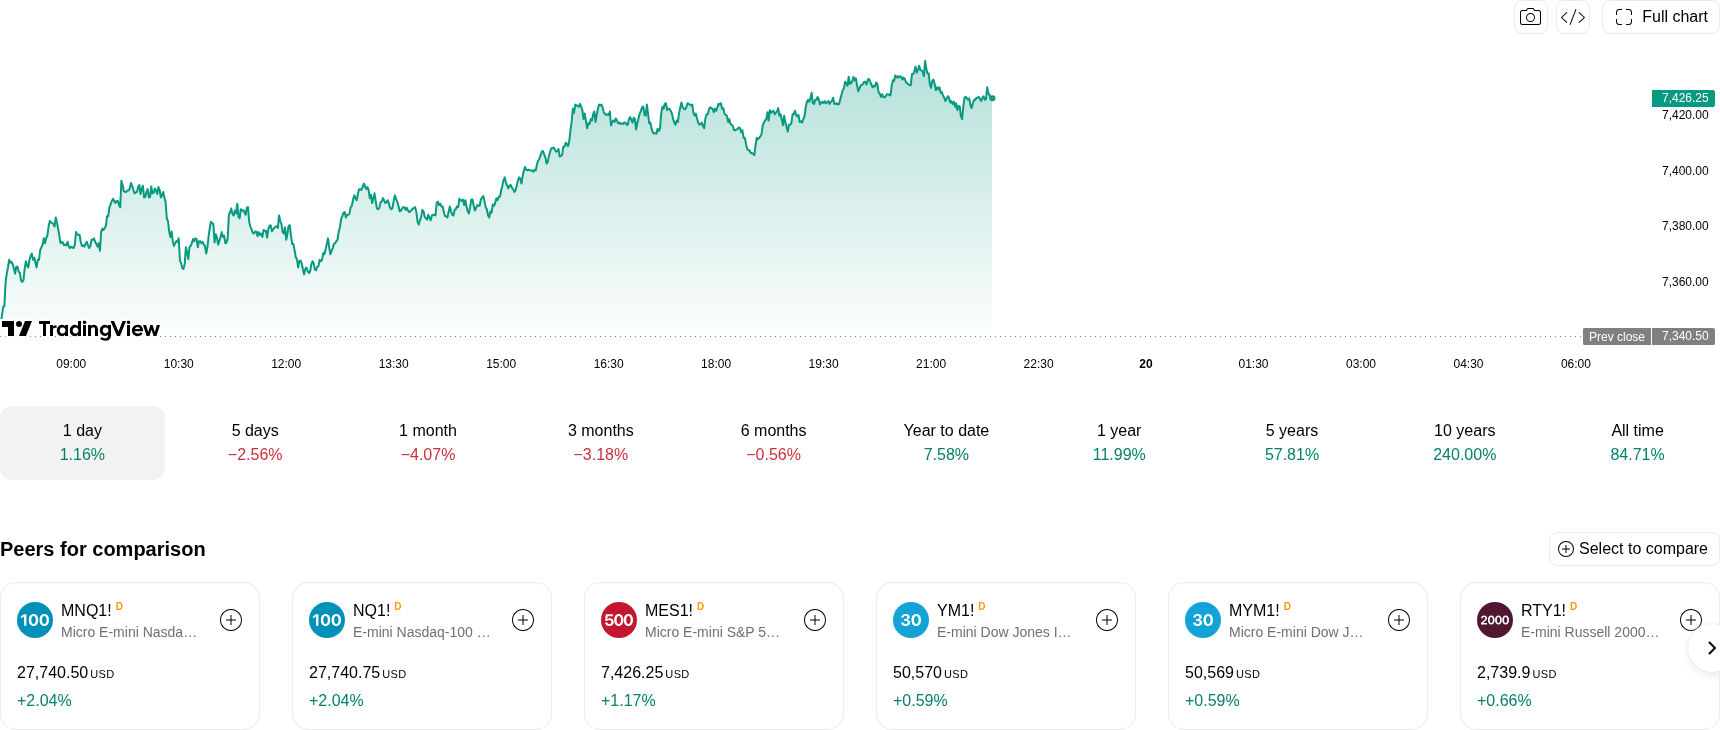 Full chart
7,426.25
7,420.00
7,400.00
7,380.00
7,360.00
TradingView
Prev close 7,340.50
09:00 10:30 12:00 13:30 15:00 16:30 18:00 19:30 21:00 22:30 20 01:30 03:00 04:30 06:00
1 day 5 days 1 month 3 months 6 months Year to date 1 year 5 years 10 years All time
1.16% −2.56% −4.07% −3.18% −0.56% 7.58% 11.99% 57.81% 240.00% 84.71%
Peers for comparison
Select to compare
100 MNQ1! D
Micro E-mini Nasda…
27,740.50 USD
+2.04%
100 NQ1! D
E-mini Nasdaq-100 …
27,740.75 USD
+2.04%
500 MES1! D
Micro E-mini S&P 5…
7,426.25 USD
+1.17%
30 YM1! D
E-mini Dow Jones I…
50,570 USD
+0.59%
30 MYM1! D
Micro E-mini Dow J…
50,569 USD
+0.59%
2000 RTY1! D
E-mini Russell 2000…
2,739.9 USD
+0.66%